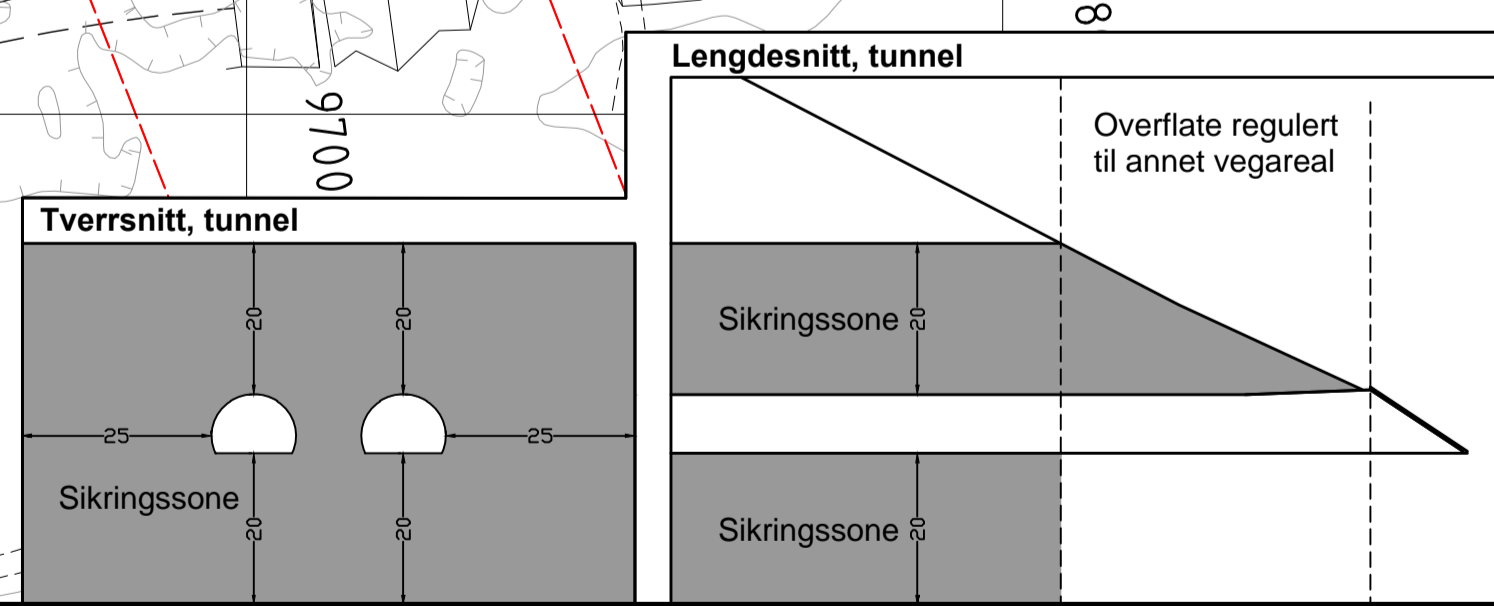 8
9700
Lengdesnitt, tunnel
Overflate regulert
til annet vegareal
Tverrsnitt, tunnel
20
20
25
25
Sikringssone
20
20
Sikringssone
20
Sikringssone
20